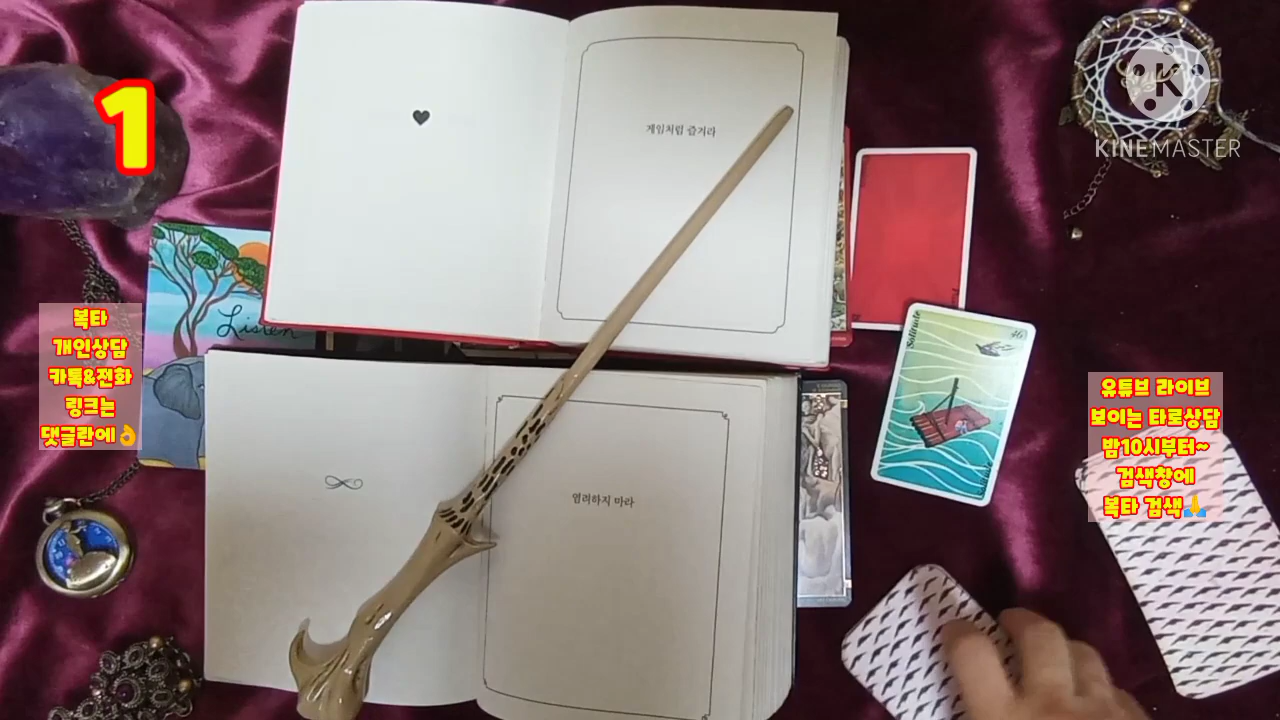 1
KINEMASTER
게임처럼 즐겨라
Listen
Solitude
46
복타
개인상담
카톡&전화
링크는
댓글란에👌
유튜브 라이브
보이는 타로상담
밤10시부터~
검색창에
복타 검색🙏
염려하지 마라